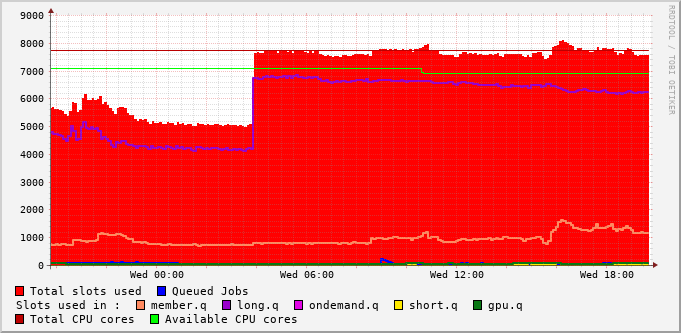 9000
8000
7000
6000
5000
4000
3000
2000
1000
0
Wed 00:00 Wed 06:00 Wed 12:00 Wed 18:00
RRDTOOL / TOBI OETIKER
Total slots used Queued Jobs
Slots used in : member.q long.q ondemand.q short.q gpu.q
Total CPU cores Available CPU cores